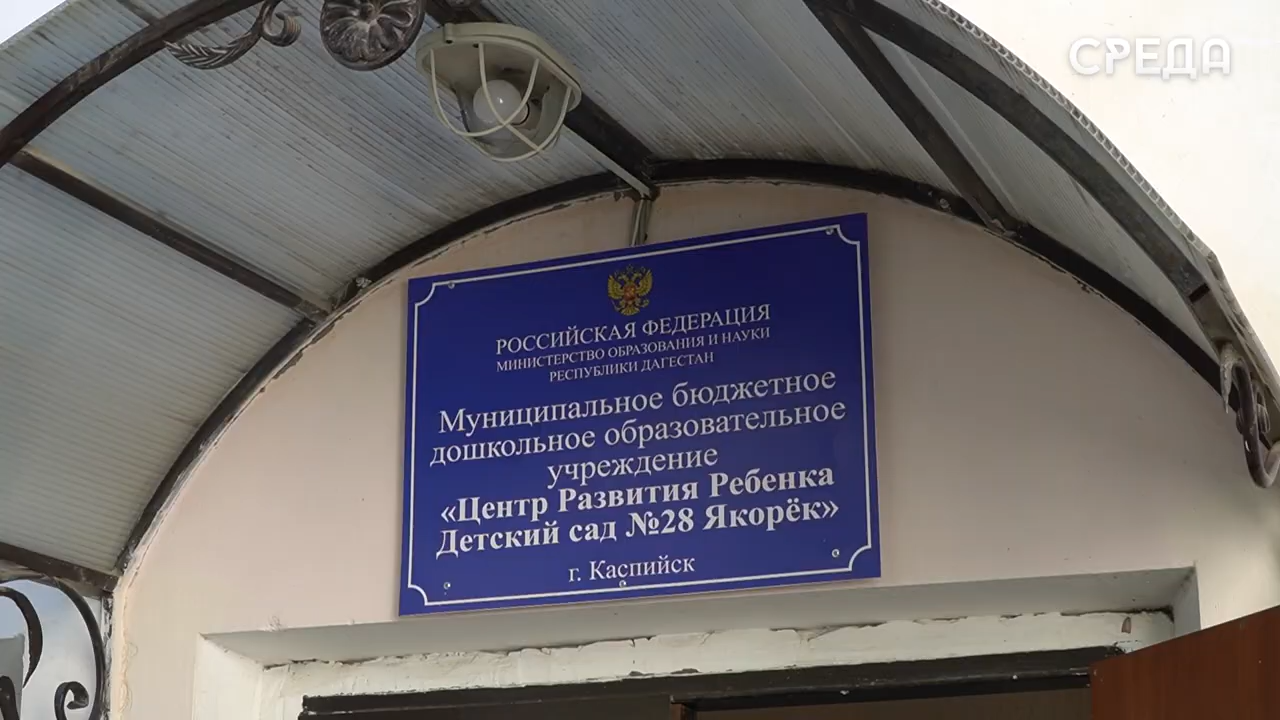 СРЕДА
РОССИЙСКАЯ ФЕДЕРАЦИЯ
МИНИСТЕРСТВО ОБРАЗОВАНИЯ И НАУКИ
РЕСПУБЛИКИ ДАГЕСТАН
Муниципальное бюджетное
дошкольное образовательное
учреждение
«Центр Развития Ребенка
Детский сад №28 Якорёк»
г. Каспийск